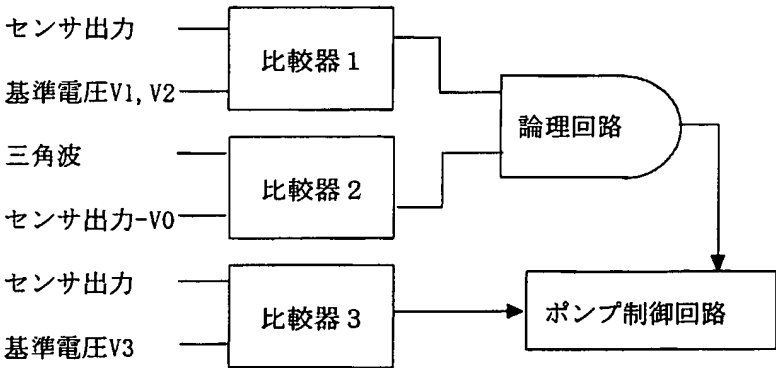 センサ出力
比較器1
基準電圧V1, V2
論理回路
三角波
比較器2
センサ出力-V0
センサ出力
比較器3
ポンプ制御回路
基準電圧V3